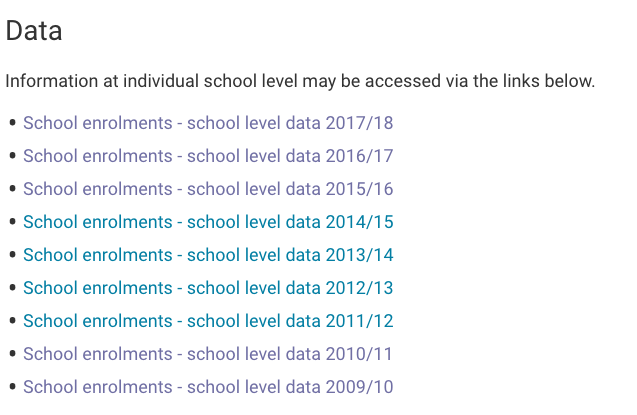 Data
Information at individual school level may be accessed via the links below.
• School enrolments - school level data 2017/18
• School enrolments - school level data 2016/17
• School enrolments - school level data 2015/16
• School enrolments - school level data 2014/15
• School enrolments - school level data 2013/14
• School enrolments - school level data 2012/13
• School enrolments - school level data 2011/12
• School enrolments - school level data 2010/11
• School enrolments - school level data 2009/10